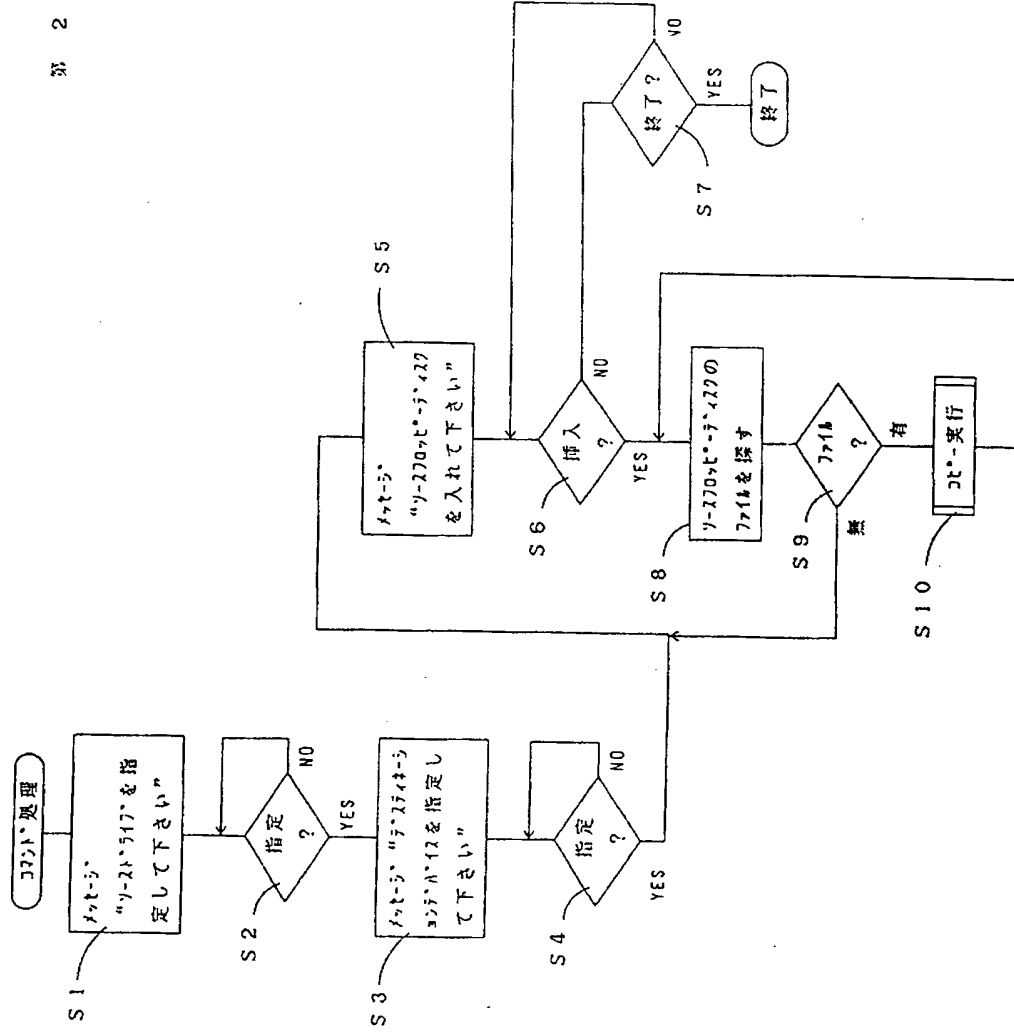 第 2
コマンド処理
S1
メッセージ
“ソースドライブを指
定して下さい”
S2
指定
?
NO
YES
S3
メッセージ “デスティネーシ
ョンデバイスを指定し
て下さい”
S4
指定
?
NO
YES
S5
メッセージ
“ソースフロッピーディスク
を入れて下さい”
S6
挿入
?
NO
YES
S7
終了?
NO
YES
終了
S8
ソースフロッピーディスクの
ファイルを探す
S9
ファイル
?
無
有
S10
コピー実行